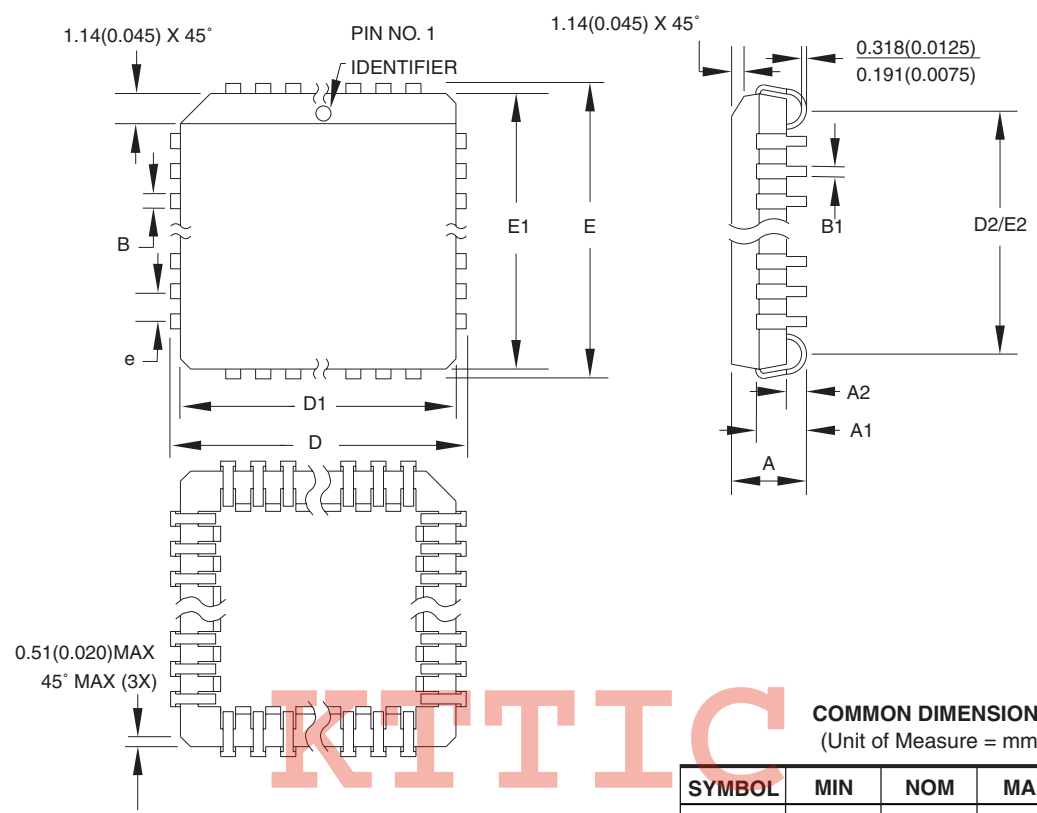 1.14(0.045) X 45˚
PIN NO. 1
IDENTIFIER
1.14(0.045) X 45˚
0.318(0.0125)
0.191(0.0075)
B
e
E1
E
B1
D2/E2
D1
D
A2
A1
A
0.51(0.020)MAX
45˚ MAX (3X)
KTTIC
COMMON DIMENSION
(Unit of Measure = mm
SYMBOL MIN NOM MA